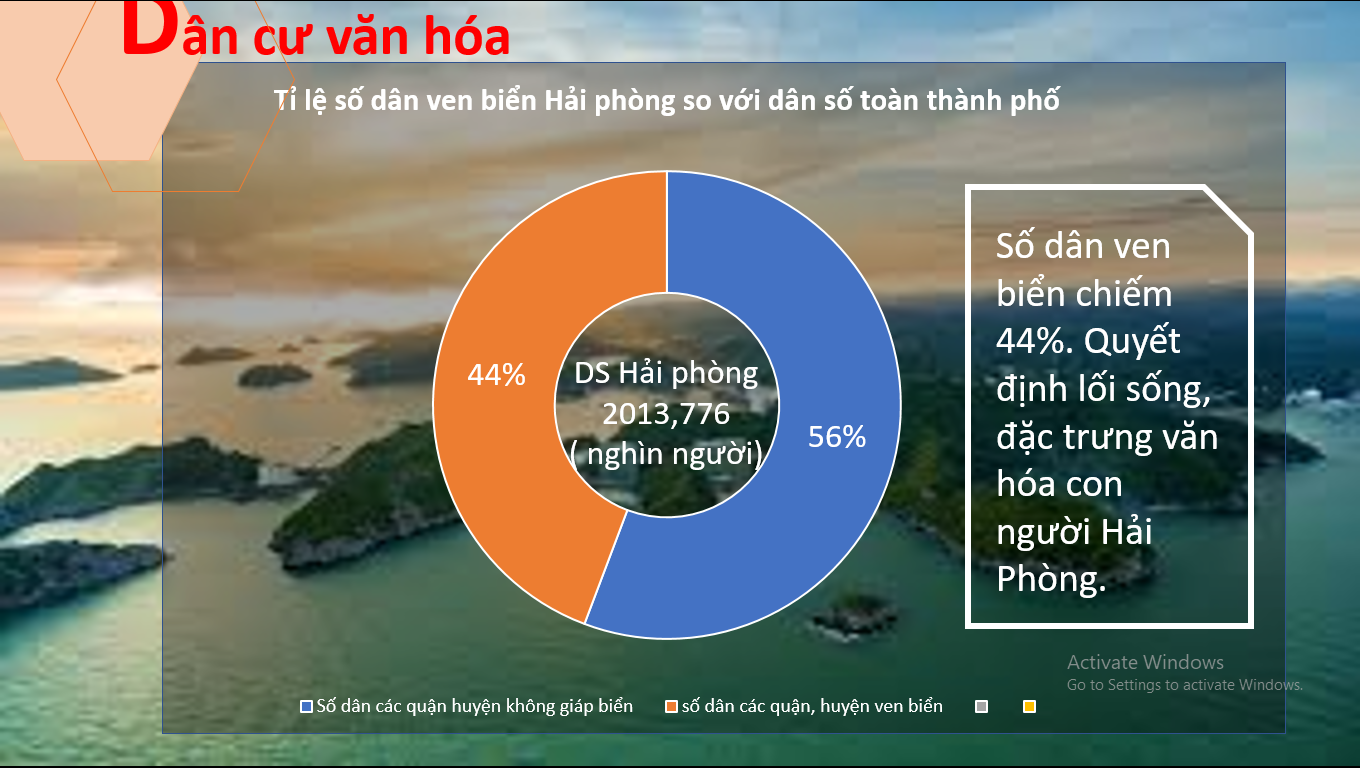 Dân cư văn hóa
Tỉ lệ số dân ven biển Hải phòng so với dân số toàn thành phố
44%
DS Hải phòng
2013,776
( nghìn người)
56%
Số dân ven
biển chiếm
44%. Quyết
định lối sống,
đặc trưng văn
hóa con
người Hải
Phòng.
Activate Windows
Go to Settings to activate Windows.
Số dân các quận huyện không giáp biển
số dân các quận, huyện ven biển